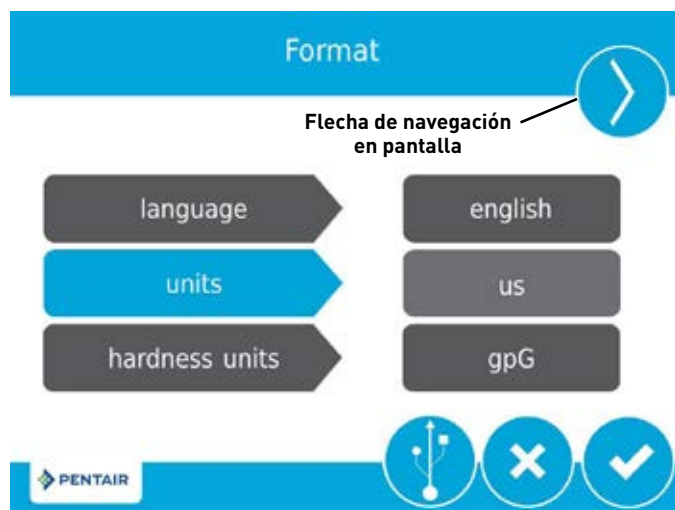 Format
Flecha de navegación
en pantalla
language
english
units
us
hardness units
gpG
PENTAIR